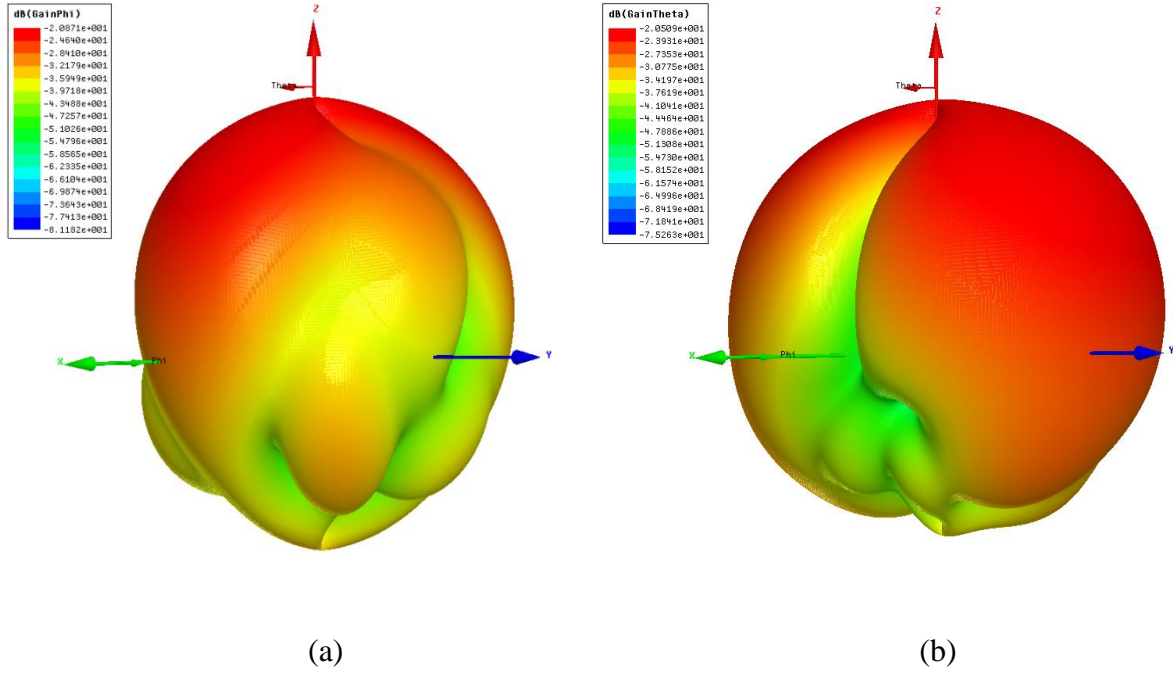 dB(GainPhi)
-2.0871e+001
-2.4640e+001
-2.8410e+001
-3.2179e+001
-3.5949e+001
-3.9718e+001
-4.3488e+001
-4.7257e+001
-5.1026e+001
-5.4796e+001
-5.8565e+001
-6.2335e+001
-6.6104e+001
-6.9874e+001
-7.3643e+001
-7.7413e+001
-8.1182e+001
Z
Theta
X
Phi
Y
(a)
dB(GainTheta)
-2.0509e+001
-2.3931e+001
-2.7353e+001
-3.0775e+001
-3.4197e+001
-3.7619e+001
-4.1041e+001
-4.4464e+001
-4.7886e+001
-5.1308e+001
-5.4730e+001
-5.8152e+001
-6.1574e+001
-6.4996e+001
-6.8419e+001
-7.1841e+001
-7.5263e+001
Z
Theta
X
Phi
Y
(b)